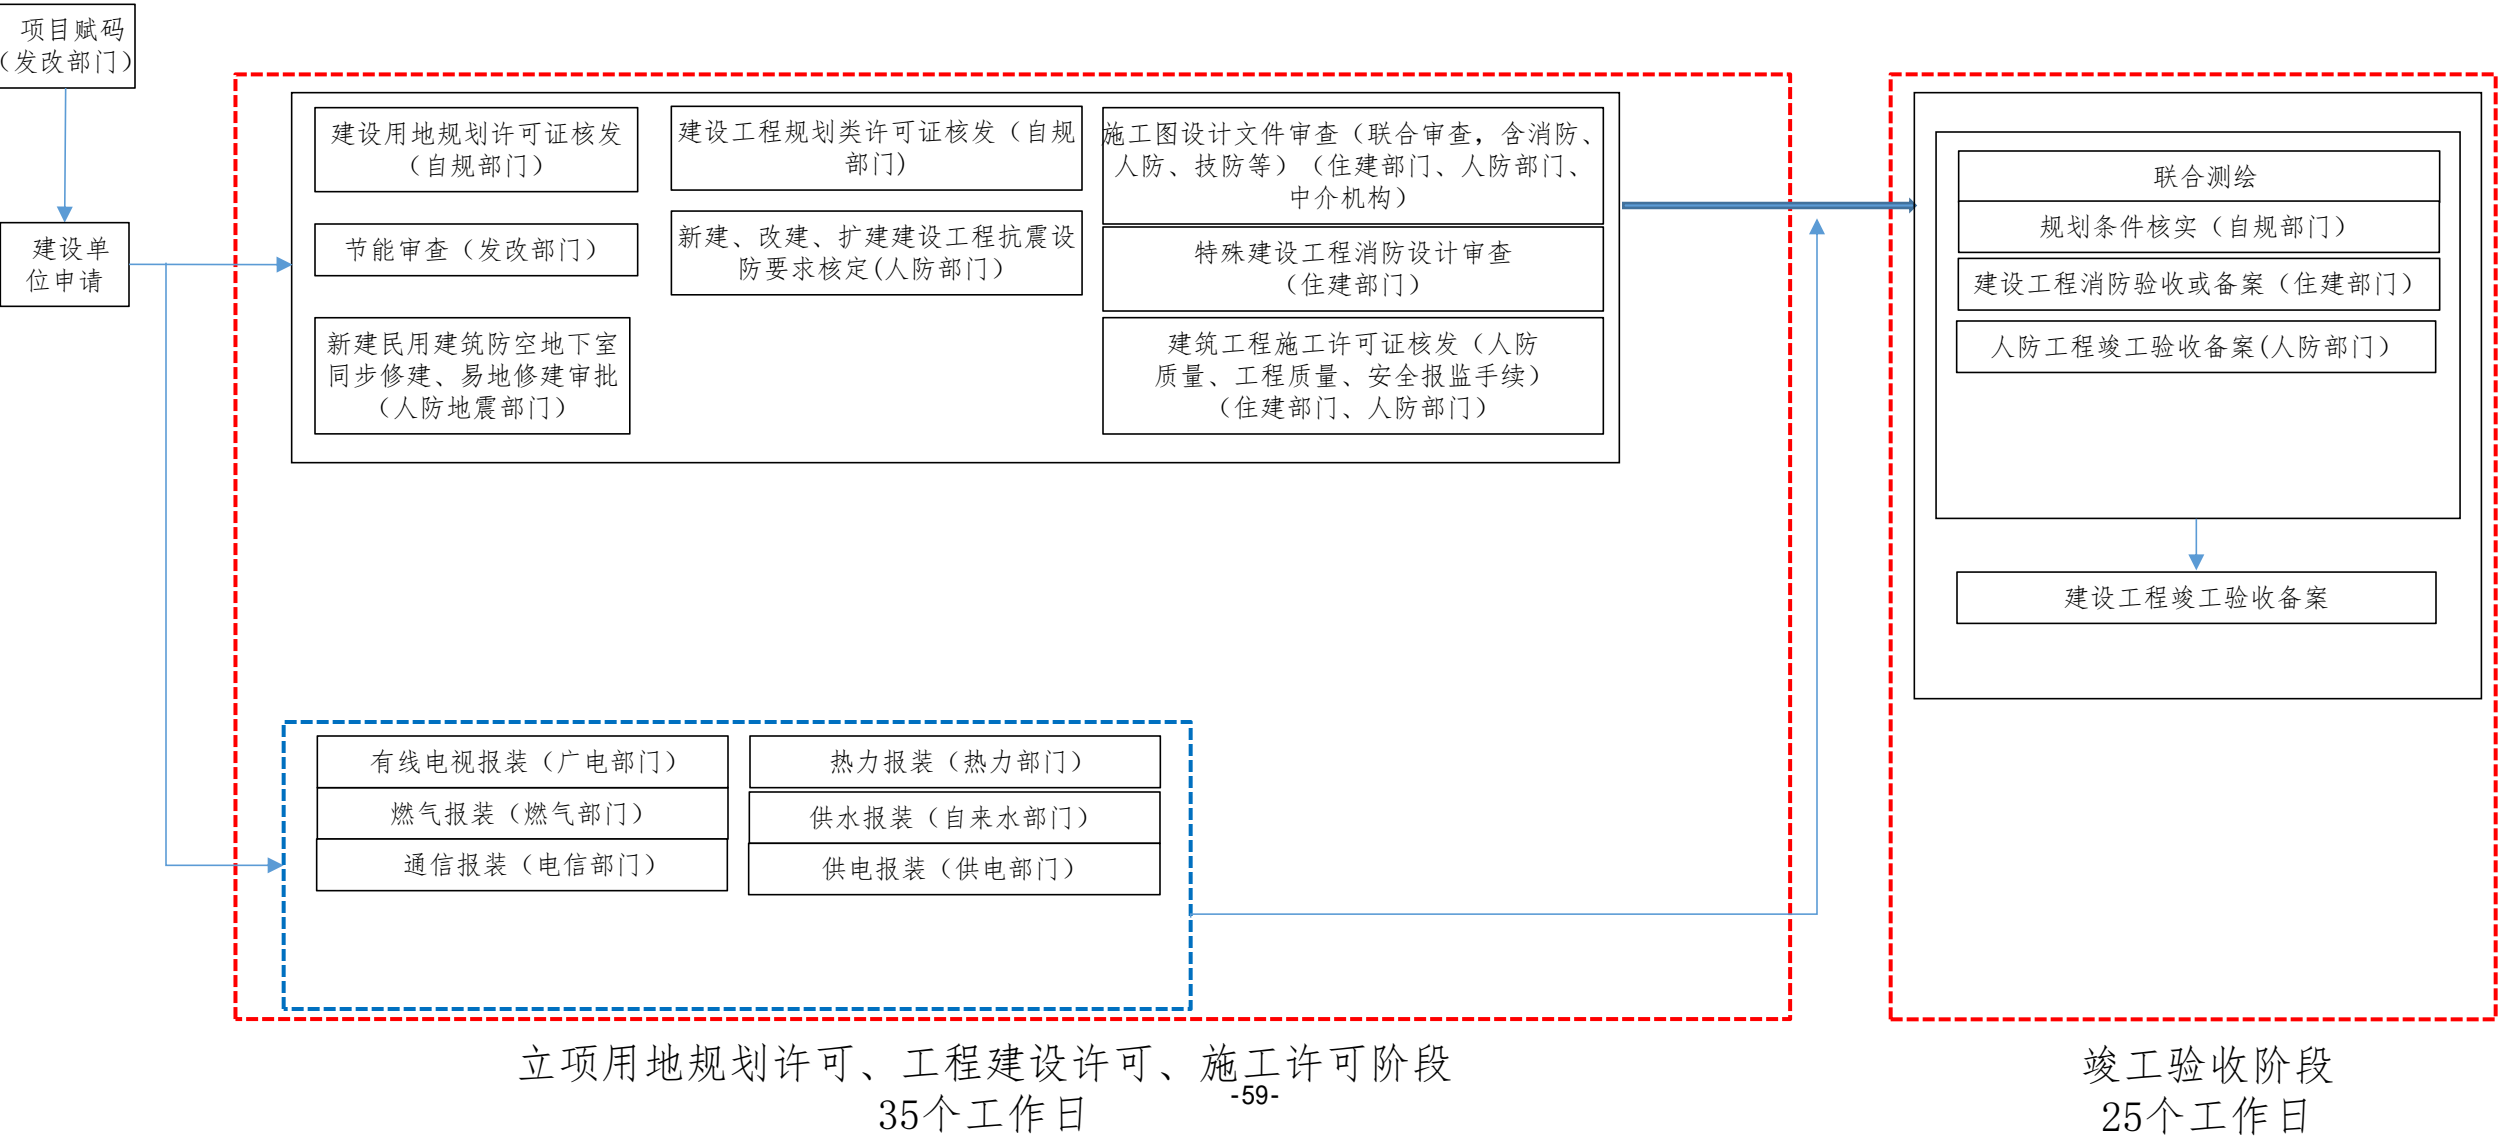 项目赋码
（发改部门）
建设单
位申请
建设用地规划许可证核发
（自规部门）
节能审查（发改部门）
新建民用建筑防空地下室
同步修建、易地修建审批
（人防地震部门）
建设工程规划类许可证核发（自规
部门)
新建、改建、扩建建设工程抗震设
防要求核定(人防部门）
施工图设计文件审查（联合审查，含消防、
人防、技防等）（住建部门、人防部门、
中介机构）
特殊建设工程消防设计审查
（住建部门）
建筑工程施工许可证核发（人防
质量、工程质量、安全报监手续）
（住建部门、人防部门）
有线电视报装（广电部门）
燃气报装（燃气部门）
通信报装（电信部门）
热力报装（热力部门）
供水报装（自来水部门）
供电报装（供电部门）
联合测绘
规划条件核实（自规部门）
建设工程消防验收或备案（住建部门）
人防工程竣工验收备案(人防部门）
建设工程竣工验收备案
立项用地规划许可、工程建设许可、施工许可阶段
35个工作日
竣工验收阶段
25个工作日
-59-